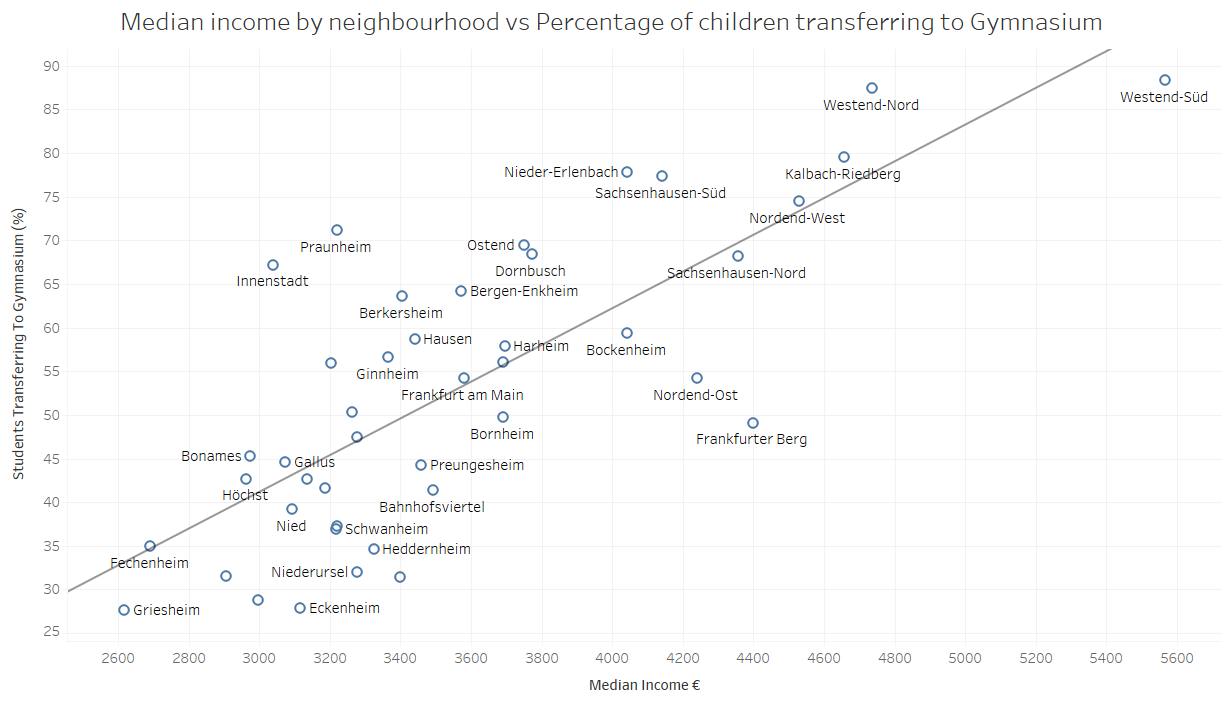 Median income by neighbourhood vs Percentage of children transferring to Gymnasium
90
Westend-Süd
Westend-Nord
85
80
Nieder-Erlenbach
Kalbach-Riedberg
Sachsenhausen-Süd
75
Nordend-West
70
Praunheim
Ostend
Dornbusch
Sachsenhausen-Nord
Innenstadt
65
Bergen-Enkheim
Berkersheim
60
Hausen
Harheim
Bockenheim
55
Ginnheim
Frankfurt am Main
Nordend-Ost
50
Bornheim
Frankfurter Berg
45
Bonames
Gallus
Preungesheim
Höchst
40
Bahnhofsviertel
Nied
Schwanheim
35
Fechenheim
Heddernheim
Niederursel
30
Griesheim
Eckenheim
25
Students Transferring To Gymnasium (%)
2600 2800 3000 3200 3400 3600 3800 4000 4200 4400 4600 4800 5000 5200 5400 5600
Median Income €